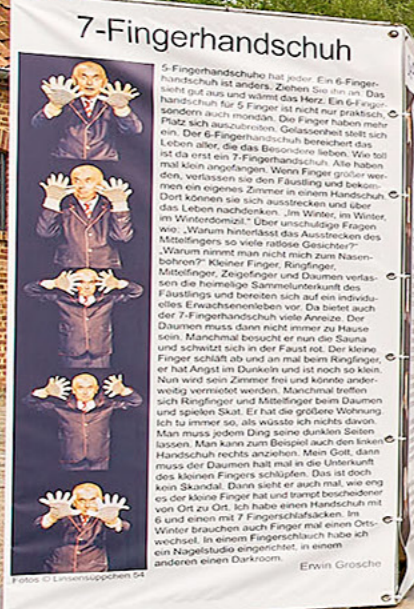 7-Fingerhandschuh
5-Fingerhandschuhe hat jeder. Ein 6-Finger-
handschuh ist anders. Ziehen Sie ihn an. Das
sieht gut aus und wärmt das Herz. Ein 6-Finger-
handschuh für 5 Finger ist nicht nur praktisch,
sondern auch mondän. Die Finger haben mehr
Platz sich auszubreiten. Gelassenheit stellt sich
ein. Der 6-Fingerhandschuh bereichert das
Leben aller, die das Besondere lieben. Wie toll
ist da erst ein 7-Fingerhandschuh. Alle haben
mal klein angefangen. Wenn Finger größer wer-
den, verlassen sie den Fäustling und bekom-
men ein eigenes Zimmer in einem Handschuh.
Dort können sie sich ausstrecken und über
das Leben nachdenken. „Im Winter, im Winter,
im Winterdomizil.“ Über unschuldige Fragen
wie: „Warum hinterlässt das Ausstrecken des
Mittelfingers so viele ratlose Gesichter?“
„Warum nimmt man nicht mich zum Nasen-
bohren?“ Kleiner Finger, Ringfinger,
Mittelfinger, Zeigefinger und Daumen verlas-
sen die heimelige Sammelunterkunft des
Fäustlings und bereiten sich auf ein individu-
elles Erwachsenenleben vor. Da bietet auch
der 7-Fingerhandschuh viele Anreize. Der
Daumen muss dann nicht immer zu Hause
sein. Manchmal besucht er nun die Sauna
und schwitzt sich in der Faust rot. Der kleine
Finger schläft ab und an mal beim Ringfinger,
er hat Angst im Dunkeln und ist noch so klein.
Nun wird sein Zimmer frei und könnte ander-
weitig vermietet werden. Manchmal treffen
sich Ringfinger und Mittelfinger beim Daumen
und spielen Skat. Er hat die größere Wohnung.
Ich tu immer so, als wüsste ich nichts davon.
Man muss jedem Ding seine dunklen Seiten
lassen. Man kann zum Beispiel auch den linken
Handschuh rechts anziehen. Mein Gott, dann
muss der Daumen halt mal in die Unterkunft
des kleinen Fingers schlüpfen. Das ist doch
kein Skandal. Dann sieht er auch mal, wie eng
es der kleine Finger hat und trampt bescheidener
von Ort zu Ort. Ich habe einen Handschuh mit
6 und einen mit 7 Fingerschlafsäcken. Im
Winter brauchen auch Finger mal einen Orts-
wechsel. In einem Fingerschlauch habe ich
ein Nagelstudio eingerichtet, in einem
anderen einen Darkroom.
Erwin Grosche
Fotos © Linsensüppchen 54